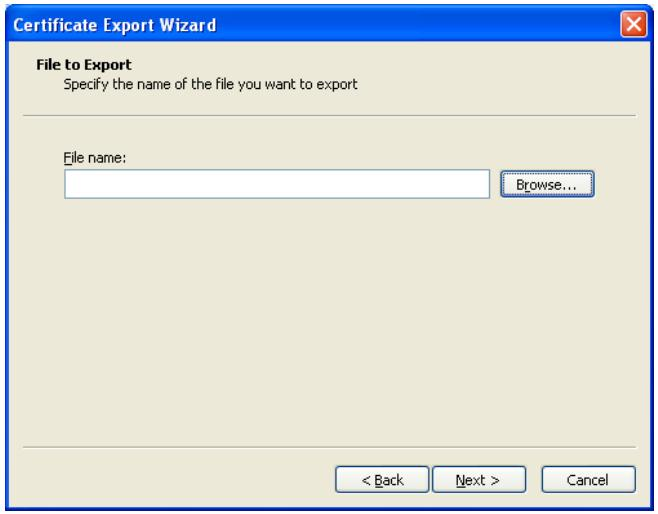 Certificate Export Wizard
File to Export
Specify the name of the file you want to export
File name:
Browse...
< Back
Next >
Cancel